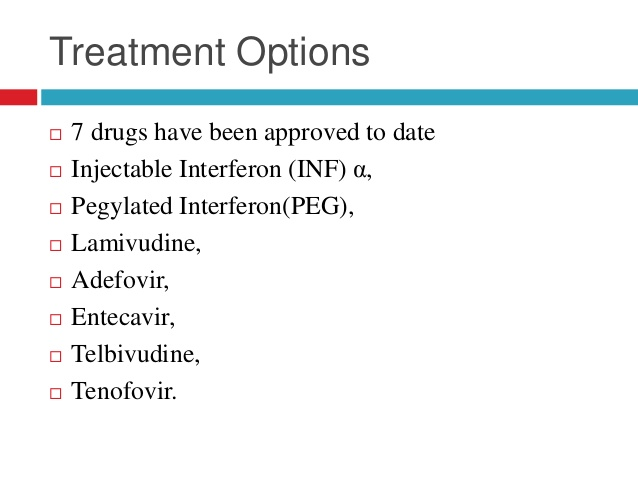 Treatment Options
7 drugs have been approved to date
Injectable Interferon (INF) α,
Pegylated Interferon(PEG),
Lamivudine,
Adefovir,
Entecavir,
Telbivudine,
Tenofovir.